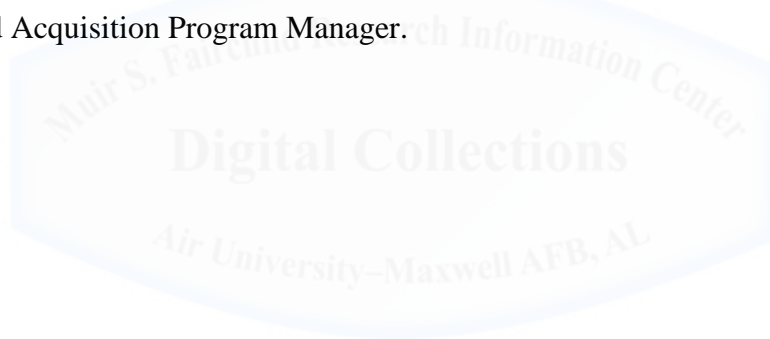 l Acquisition Program Manager.
Muir S. Fairchild Research Information Center
Digital Collections
Air University–Maxwell AFB, AL